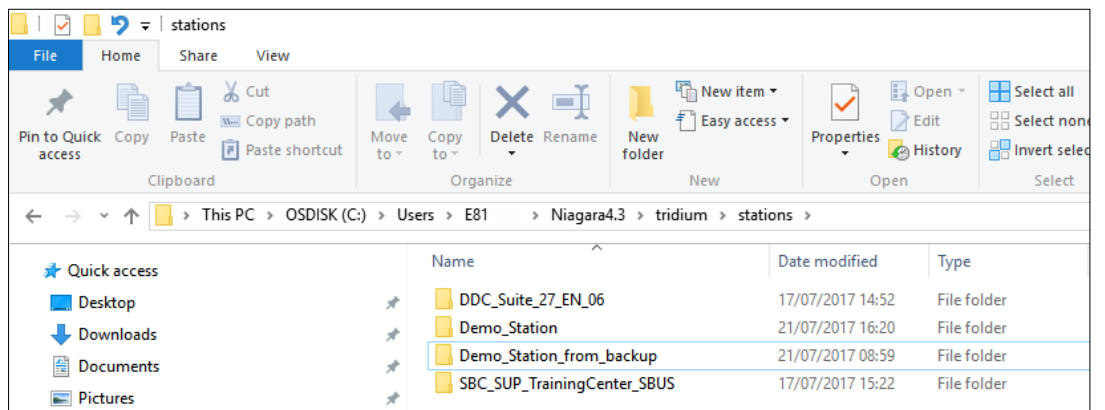 stations
File Home Share View
Pin to Quick access
Copy
Paste
Cut
Copy path
Paste shortcut
Move to
Copy to
Delete
Rename
New folder
New item
Easy access
Properties
Open
Edit
History
Select all
Select none
Invert selec
Clipboard Organize New Open Select
This PC > OSDISK (C:) > Users > E81 > Niagara4.3 > tridium > stations >
Name Date modified Type
Quick access
Desktop
Downloads
Documents
Pictures
DDC_Suite_27_EN_06 17/07/2017 14:52 File folder
Demo_Station 21/07/2017 16:20 File folder
Demo_Station_from_backup 21/07/2017 08:59 File folder
SBC_SUP_TrainingCenter_SBUS 17/07/2017 15:22 File folder